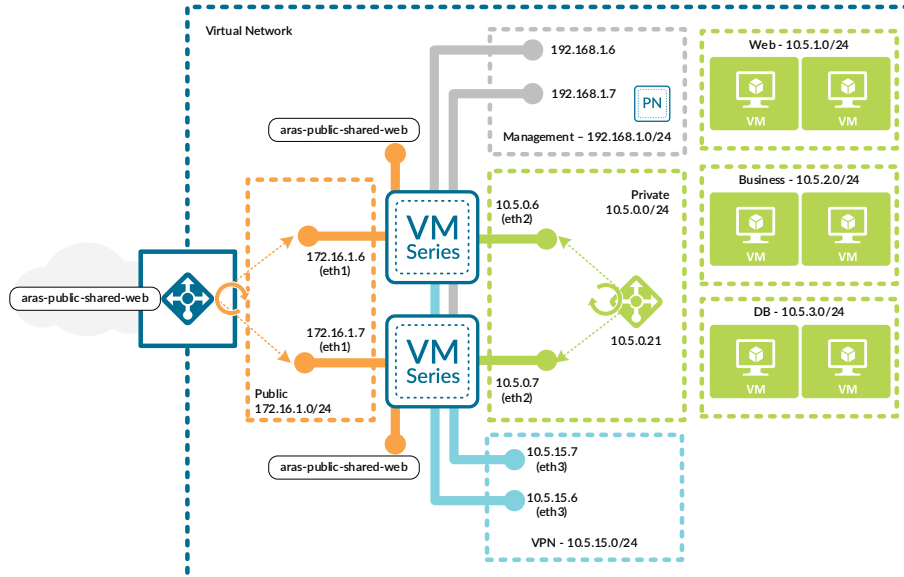 Virtual Network
192.168.1.6
192.168.1.7
PN
Management – 192.168.1.0/24
aras-public-shared-web
Web - 10.5.1.0/24
VM
VM
Business - 10.5.2.0/24
VM
VM
DB - 10.5.3.0/24
VM
VM
Private
10.5.0.0/24
10.5.0.6
(eth2)
VM
Series
172.16.1.6
(eth1)
aras-public-shared-web
172.16.1.7
(eth1)
VM
Series
10.5.0.21
10.5.0.7
(eth2)
Public
172.16.1.0/24
aras-public-shared-web
10.5.15.7
(eth3)
10.5.15.6
(eth3)
VPN - 10.5.15.0/24